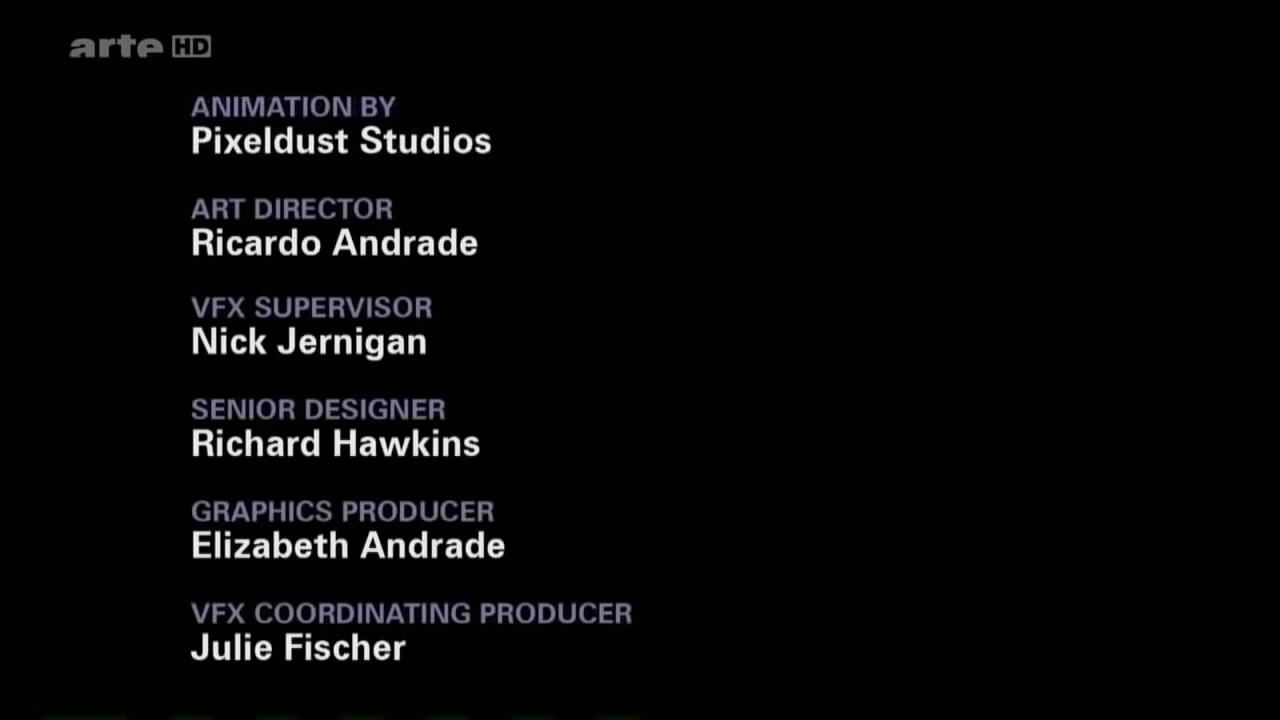 arte HD
ANIMATION BY
Pixeldust Studios
ART DIRECTOR
Ricardo Andrade
VFX SUPERVISOR
Nick Jernigan
SENIOR DESIGNER
Richard Hawkins
GRAPHICS PRODUCER
Elizabeth Andrade
VFX COORDINATING PRODUCER
Julie Fischer